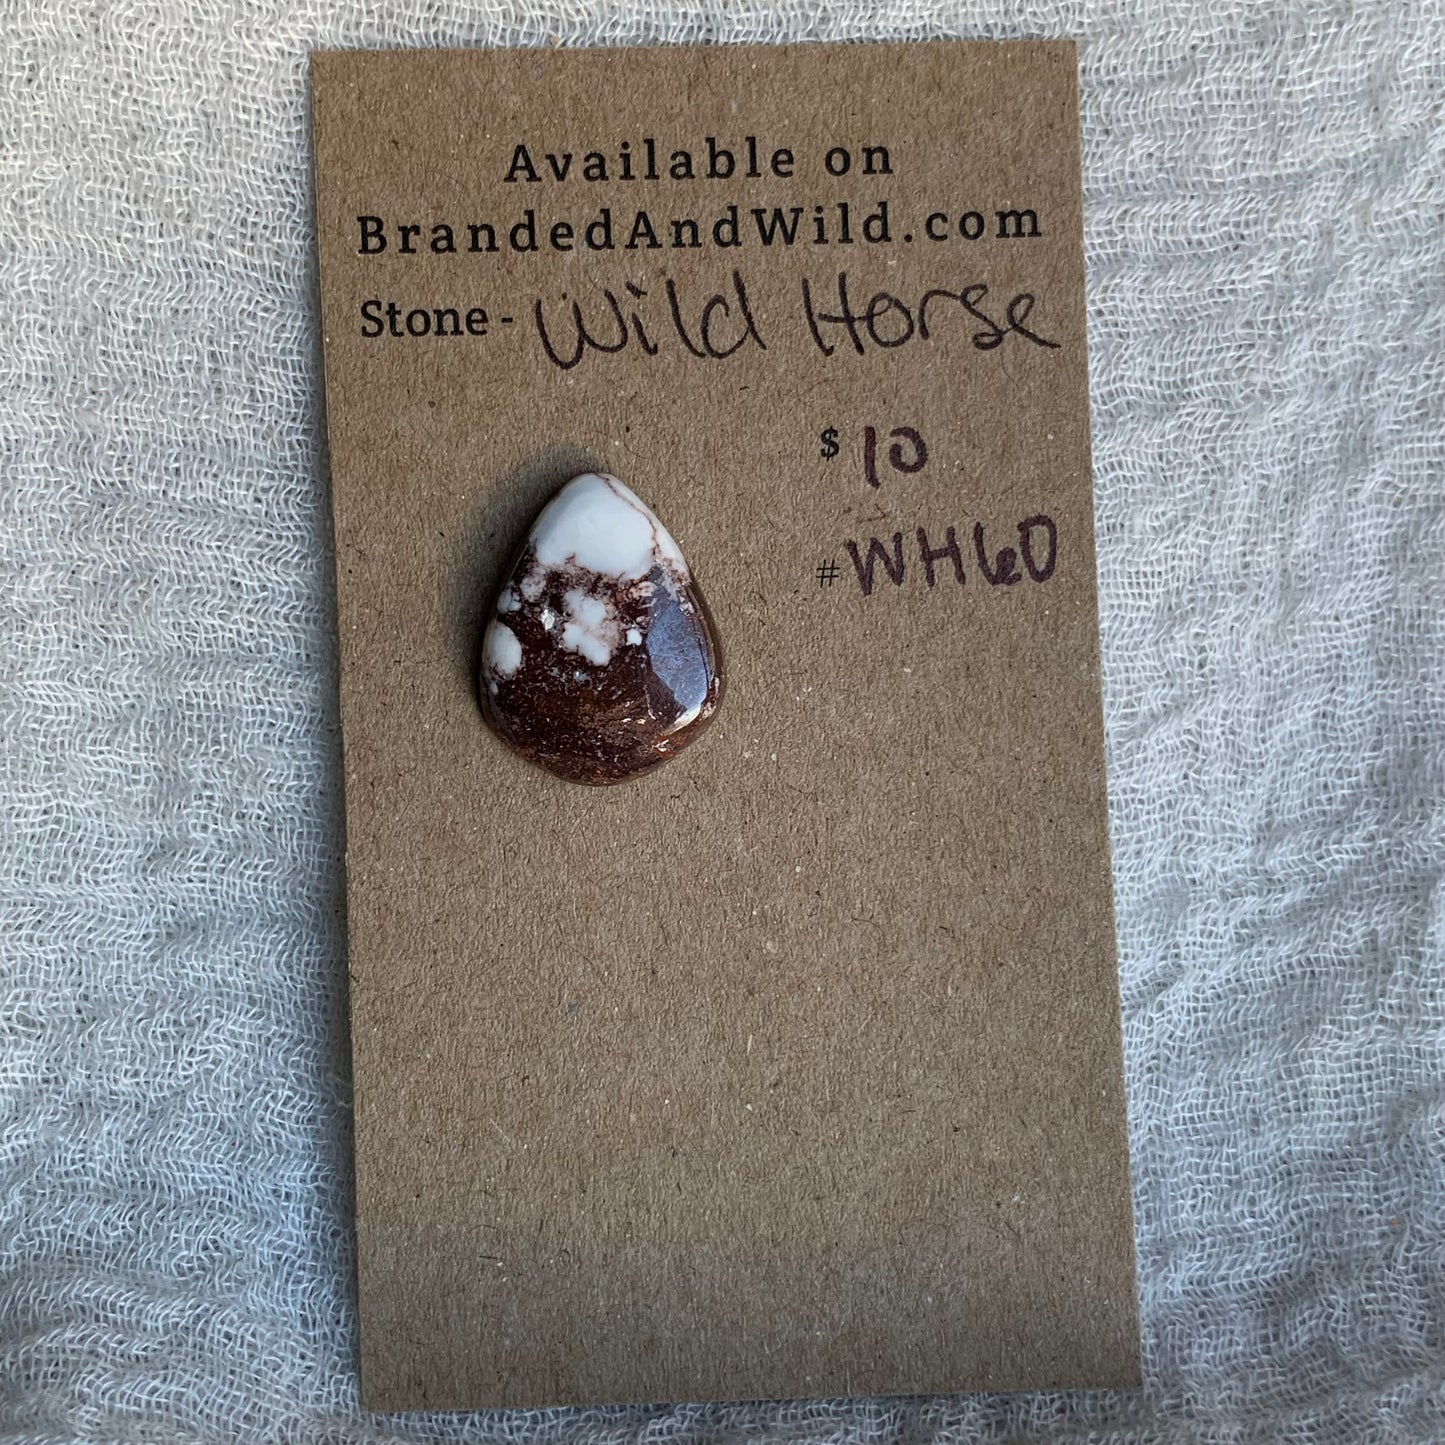 Available on
BrandedAndWild.com
Stone - Wild Horse
$ 10
# WH60